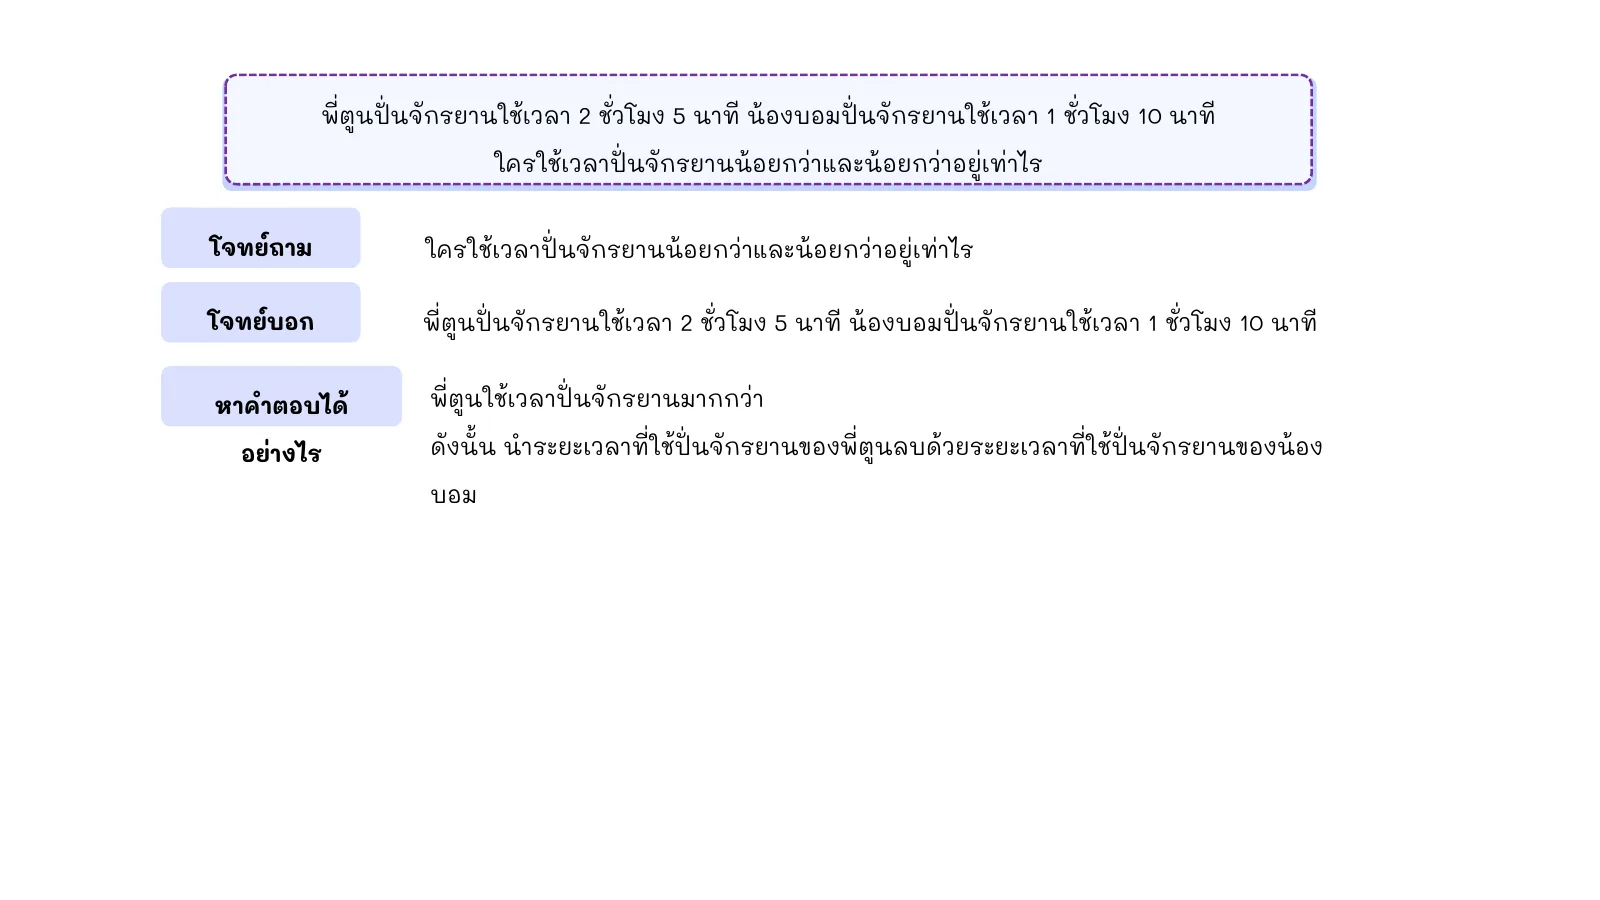 พี่ตูนปั่นจักรยานใช้เวลา 2 ชั่วโมง 5 นาที น้องบอมปั่นจักรยานใช้เวลา 1 ชั่วโมง 10 นาที
ใครใช้เวลาปั่นจักรยานน้อยกว่าและน้อยกว่าอยู่เท่าไร
โจทย์ถาม
ใครใช้เวลาปั่นจักรยานน้อยกว่าและน้อยกว่าอยู่เท่าไร
โจทย์บอก
พี่ตูนปั่นจักรยานใช้เวลา 2 ชั่วโมง 5 นาที น้องบอมปั่นจักรยานใช้เวลา 1 ชั่วโมง 10 นาที
หาคำตอบได้
อย่างไร
พี่ตูนใช้เวลาปั่นจักรยานมากกว่า
ดังนั้น นำระยะเวลาที่ใช้ปั่นจักรยานของพี่ตูนลบด้วยระยะเวลาที่ใช้ปั่นจักรยานของน้อง
บอม